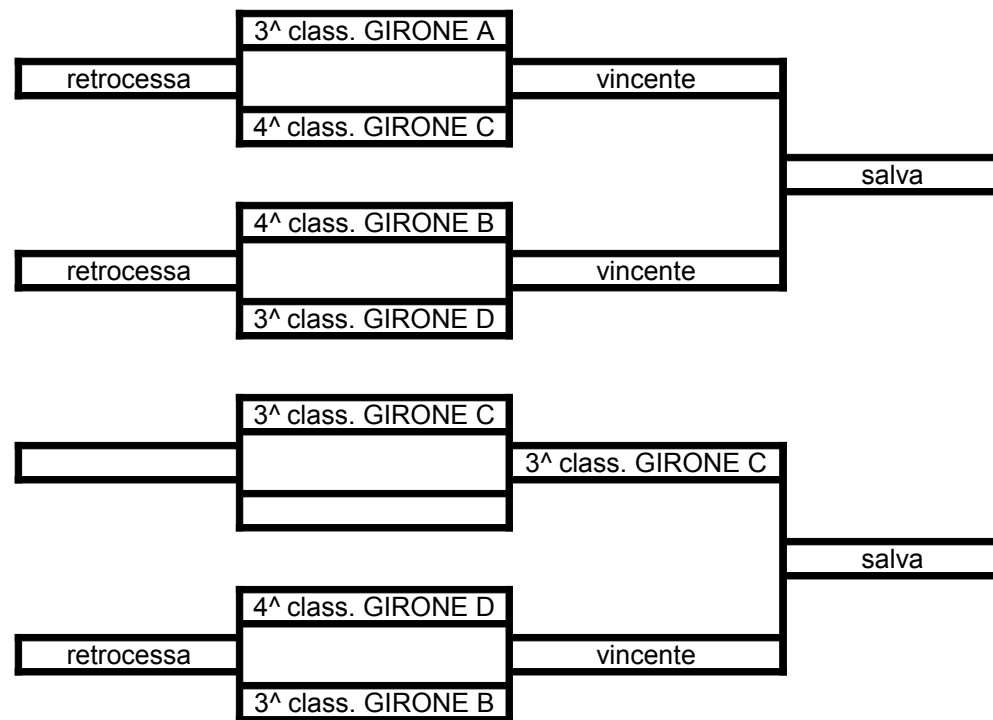 3^ class. GIRONE A
retrocessa
vincente
4^ class. GIRONE C
salva
4^ class. GIRONE B
retrocessa
vincente
3^ class. GIRONE D
3^ class. GIRONE C
3^ class. GIRONE C
salva
4^ class. GIRONE D
retrocessa
vincente
3^ class. GIRONE B